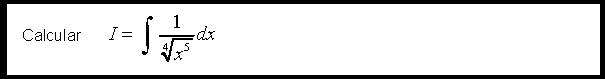 Calcular I = ∫ 1/∜x⁵ dx